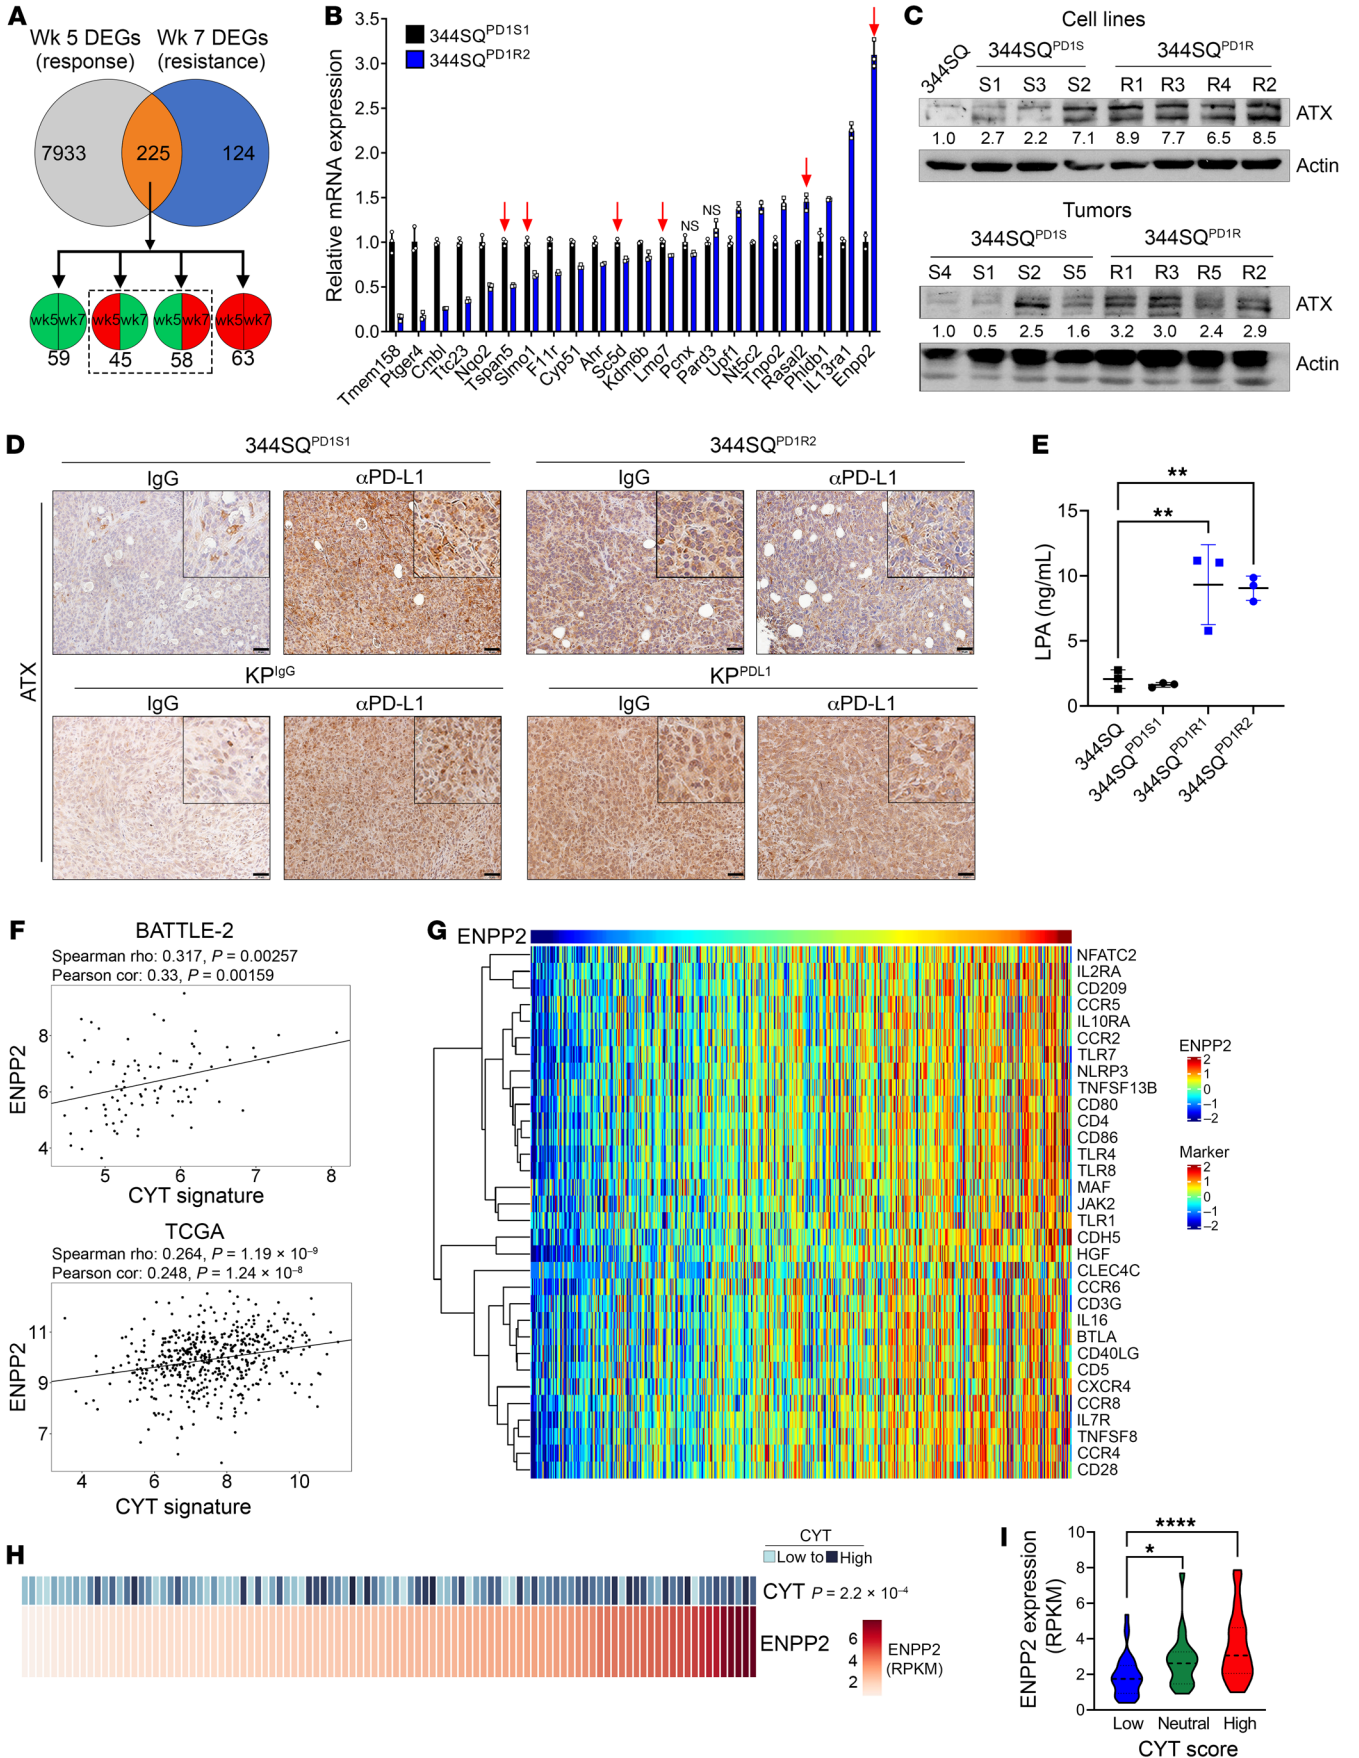 A
Wk 5 DEGs (response)
Wk 7 DEGs (resistance)
7933
225
124
wk5 wk7
wk5 wk7
wk5 wk7
wk5 wk7
59
45
58
63
B
344SQPD1S1
344SQPD1R2
Relative mRNA expression
3.5
3.0
2.5
2.0
1.5
1.0
0.5
0.0
NS
NS
Tmem158
Ptger4
Cmbl
Ttc23
Nqo2
Tspan5
Slmo1
F11r
Cyp51
Ahr
Sc5d
Kdm6b
Lmo7
Pcnx
Pard3
Upf1
Nt5c2
Tnpo2
Rasal2
Phldb1
IL13ra1
Enpp2
C
Cell lines
344SQ
344SQPD1S
344SQPD1R
S1 S3 S2 R1 R3 R4 R2
ATX
1.0 2.7 2.2 7.1 8.9 7.7 6.5 8.5
Actin
Tumors
344SQPD1S
344SQPD1R
S4 S1 S2 S5 R1 R3 R5 R2
ATX
1.0 0.5 2.5 1.6 3.2 3.0 2.4 2.9
Actin
D
344SQPD1S1
344SQPD1R2
IgG
αPD-L1
IgG
αPD-L1
ATX
KPIgG
KPPDL1
IgG
αPD-L1
IgG
αPD-L1
E
LPA (ng/mL)
15
10
5
0
**
**
344SQ
344SQPD1S1
344SQPD1R1
344SQPD1R2
F
BATTLE-2
Spearman rho: 0.317, P = 0.00257
Pearson cor: 0.33, P = 0.00159
ENPP2
8
6
4
5 6 7 8
CYT signature
TCGA
Spearman rho: 0.264, P = 1.19 × 10–9
Pearson cor: 0.248, P = 1.24 × 10–8
ENPP2
11
9
7
4 6 8 10
CYT signature
G
ENPP2
NFATC2
IL2RA
CD209
CCR5
IL10RA
CCR2
TLR7
NLRP3
TNFSF13B
CD80
CD4
CD86
TLR4
TLR8
MAF
JAK2
TLR1
CDH5
HGF
CLEC4C
CCR6
CD3G
IL16
BTLA
CD40LG
CD5
CXCR4
CCR8
IL7R
TNFSF8
CCR4
CD28
ENPP2
2
1
0
–1
–2
Marker
2
1
0
–1
–2
H
CYT
Low to High
CYT P = 2.2 × 10–4
ENPP2
6
4
2
ENPP2
(RPKM)
I
ENPP2 expression
(RPKM)
10
8
6
4
2
0
*
****
Low Neutral High
CYT score